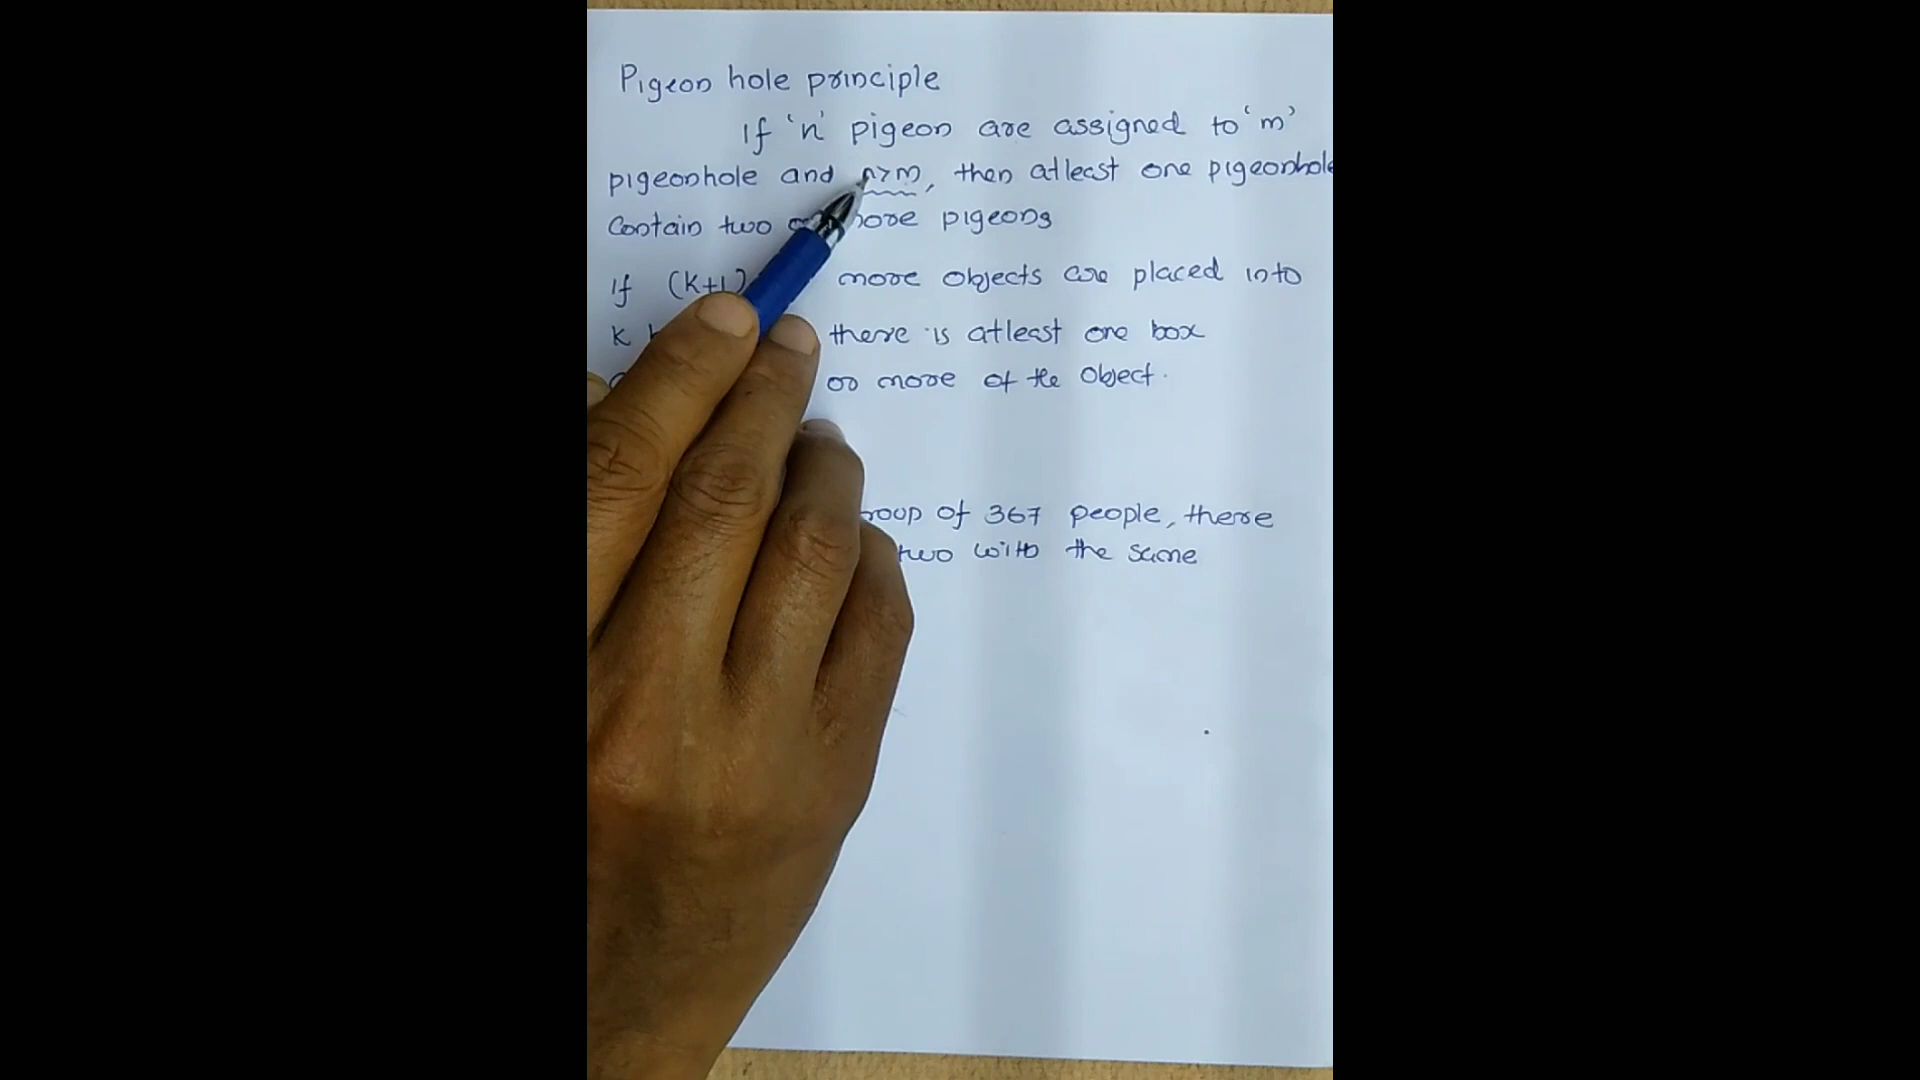 Pigeon hole principle
If 'n' pigeon are assigned to 'm'
pigeonhole and n>m, then atleast one pigeonhole
Contain two more pigeons
If (K+1) more objects are placed into
K there is atleast one box
or more of the Object.
of 367 people, there
two with the same